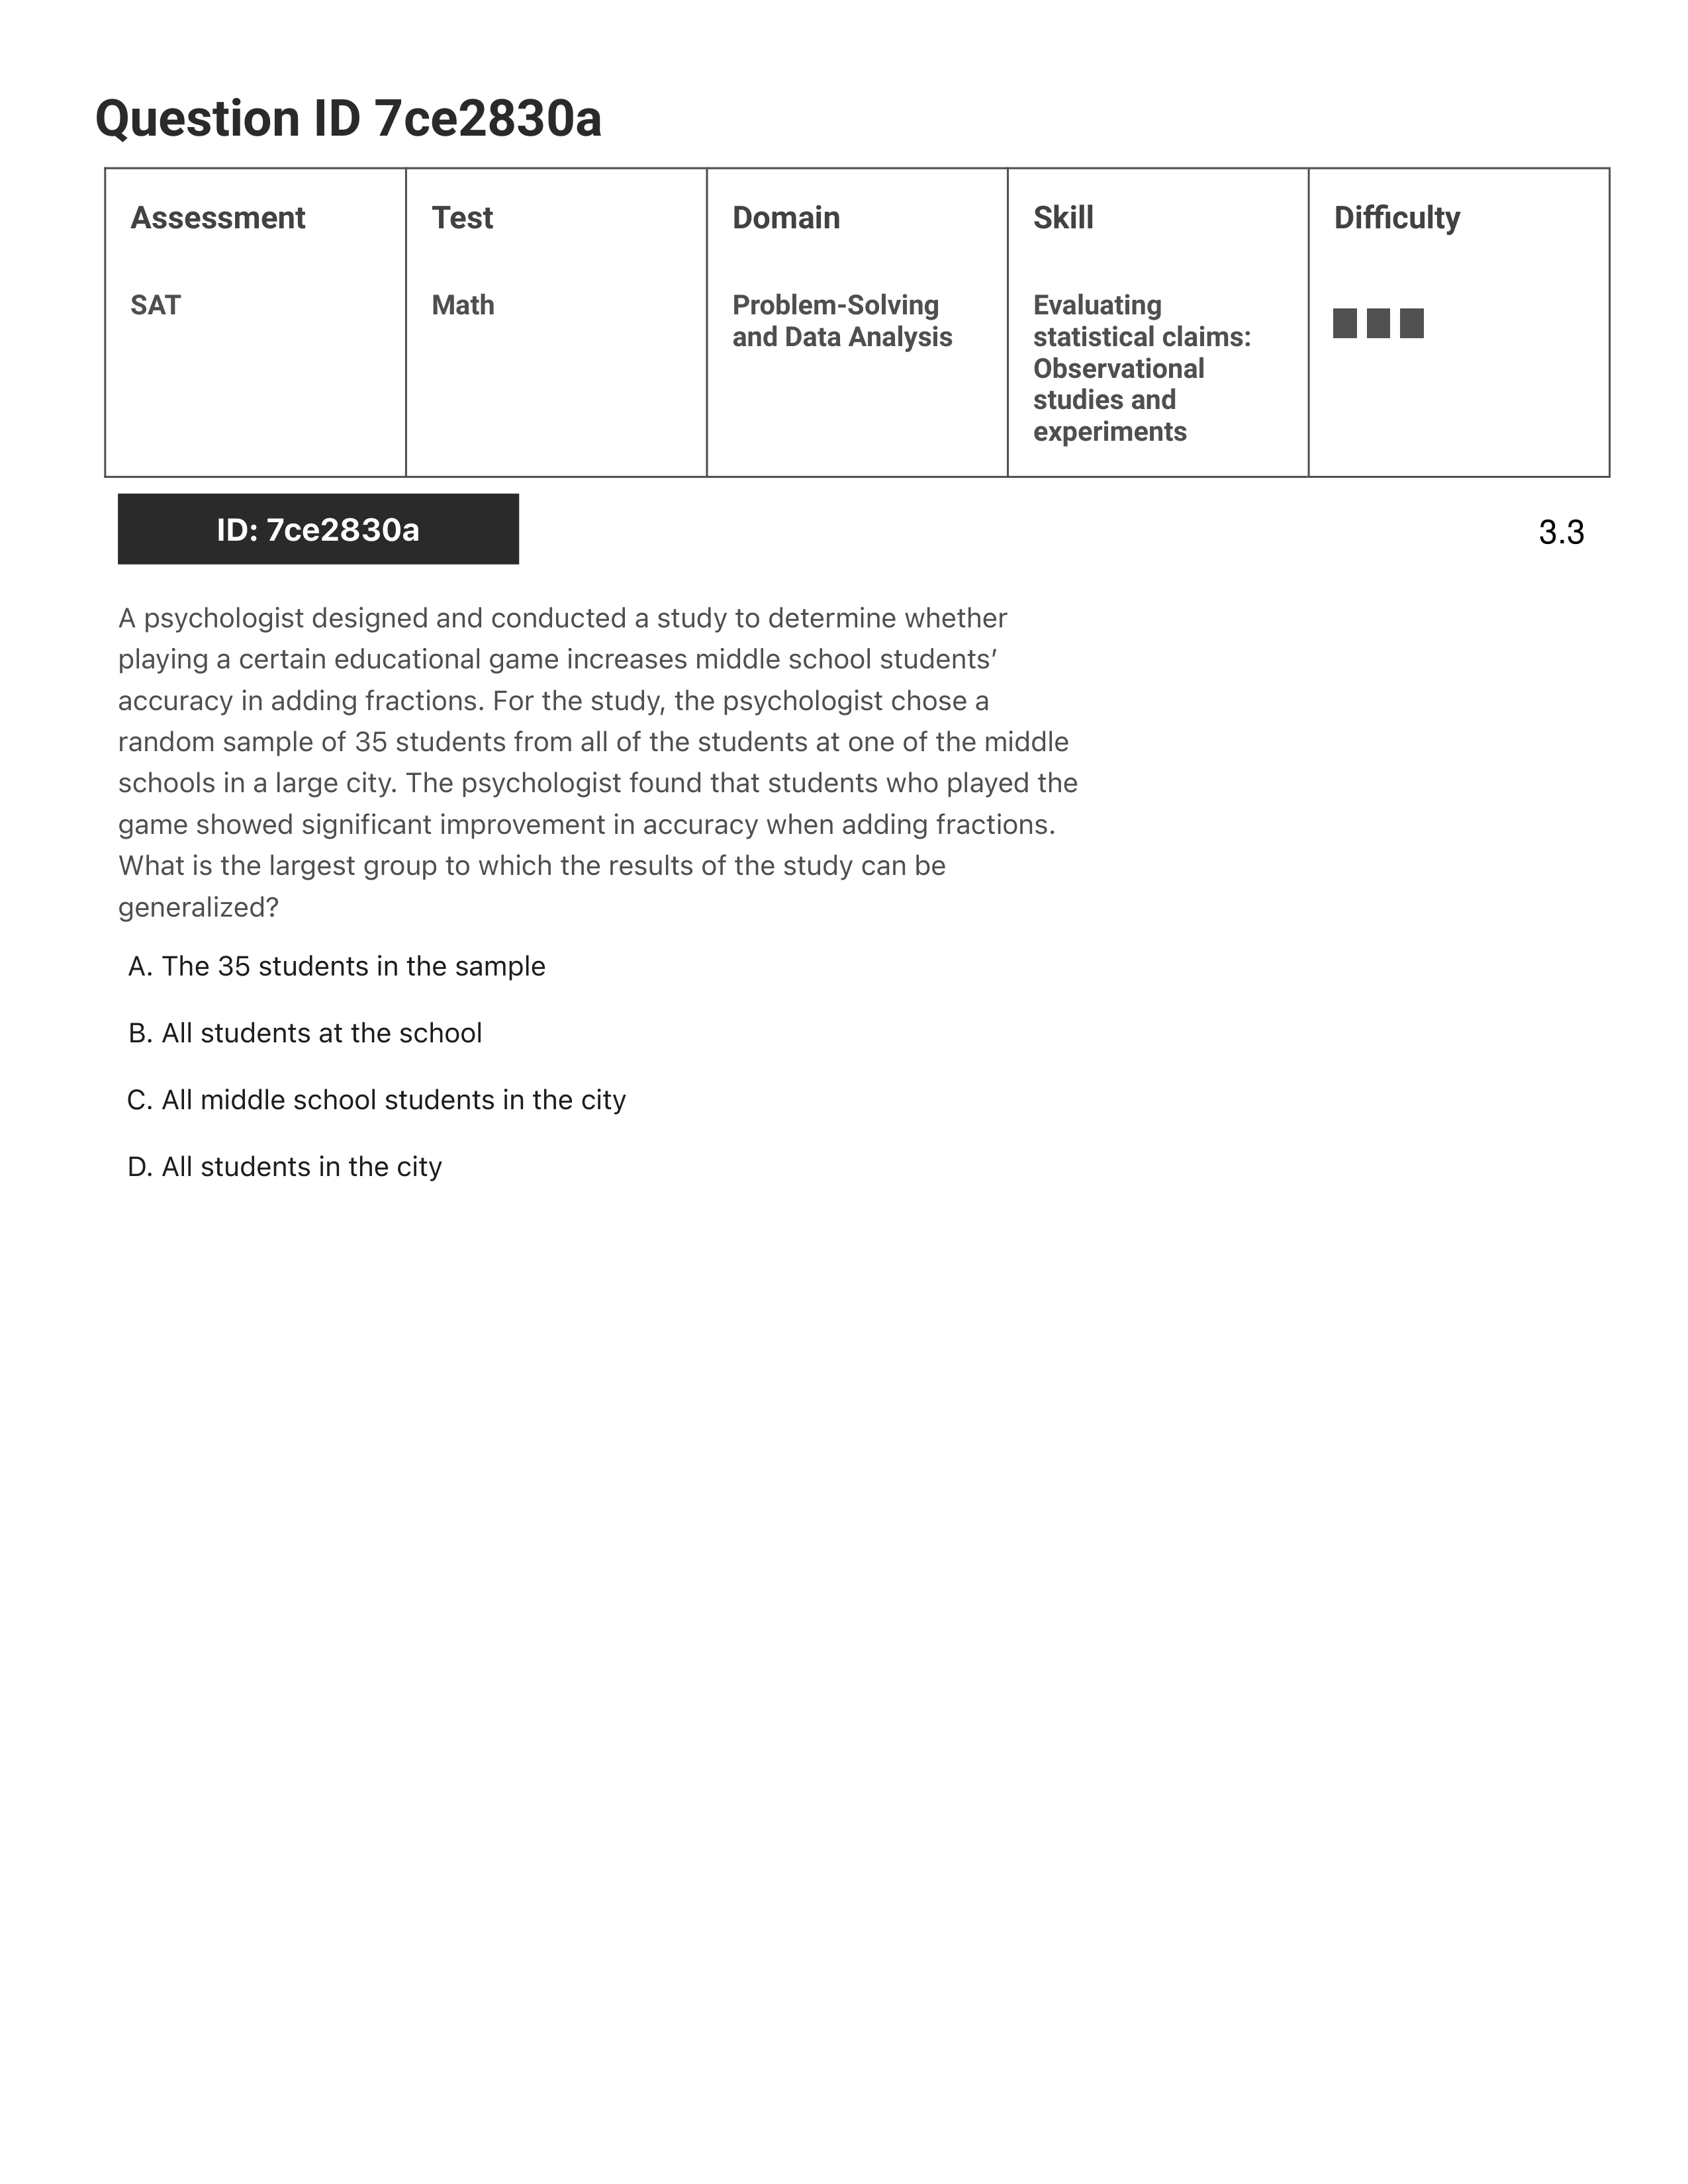 Question ID 7ce2830a
Assessment
Test
Domain
Skill
Difficulty
SAT
Math
Problem-Solving
and Data Analysis
Evaluating
statistical claims:
Observational
studies and
experiments
ID: 7ce2830a
3.3
A psychologist designed and conducted a study to determine whether
playing a certain educational game increases middle school students’
accuracy in adding fractions. For the study, the psychologist chose a
random sample of 35 students from all of the students at one of the middle
schools in a large city. The psychologist found that students who played the
game showed significant improvement in accuracy when adding fractions.
What is the largest group to which the results of the study can be
generalized?
A. The 35 students in the sample
B. All students at the school
C. All middle school students in the city
D. All students in the city